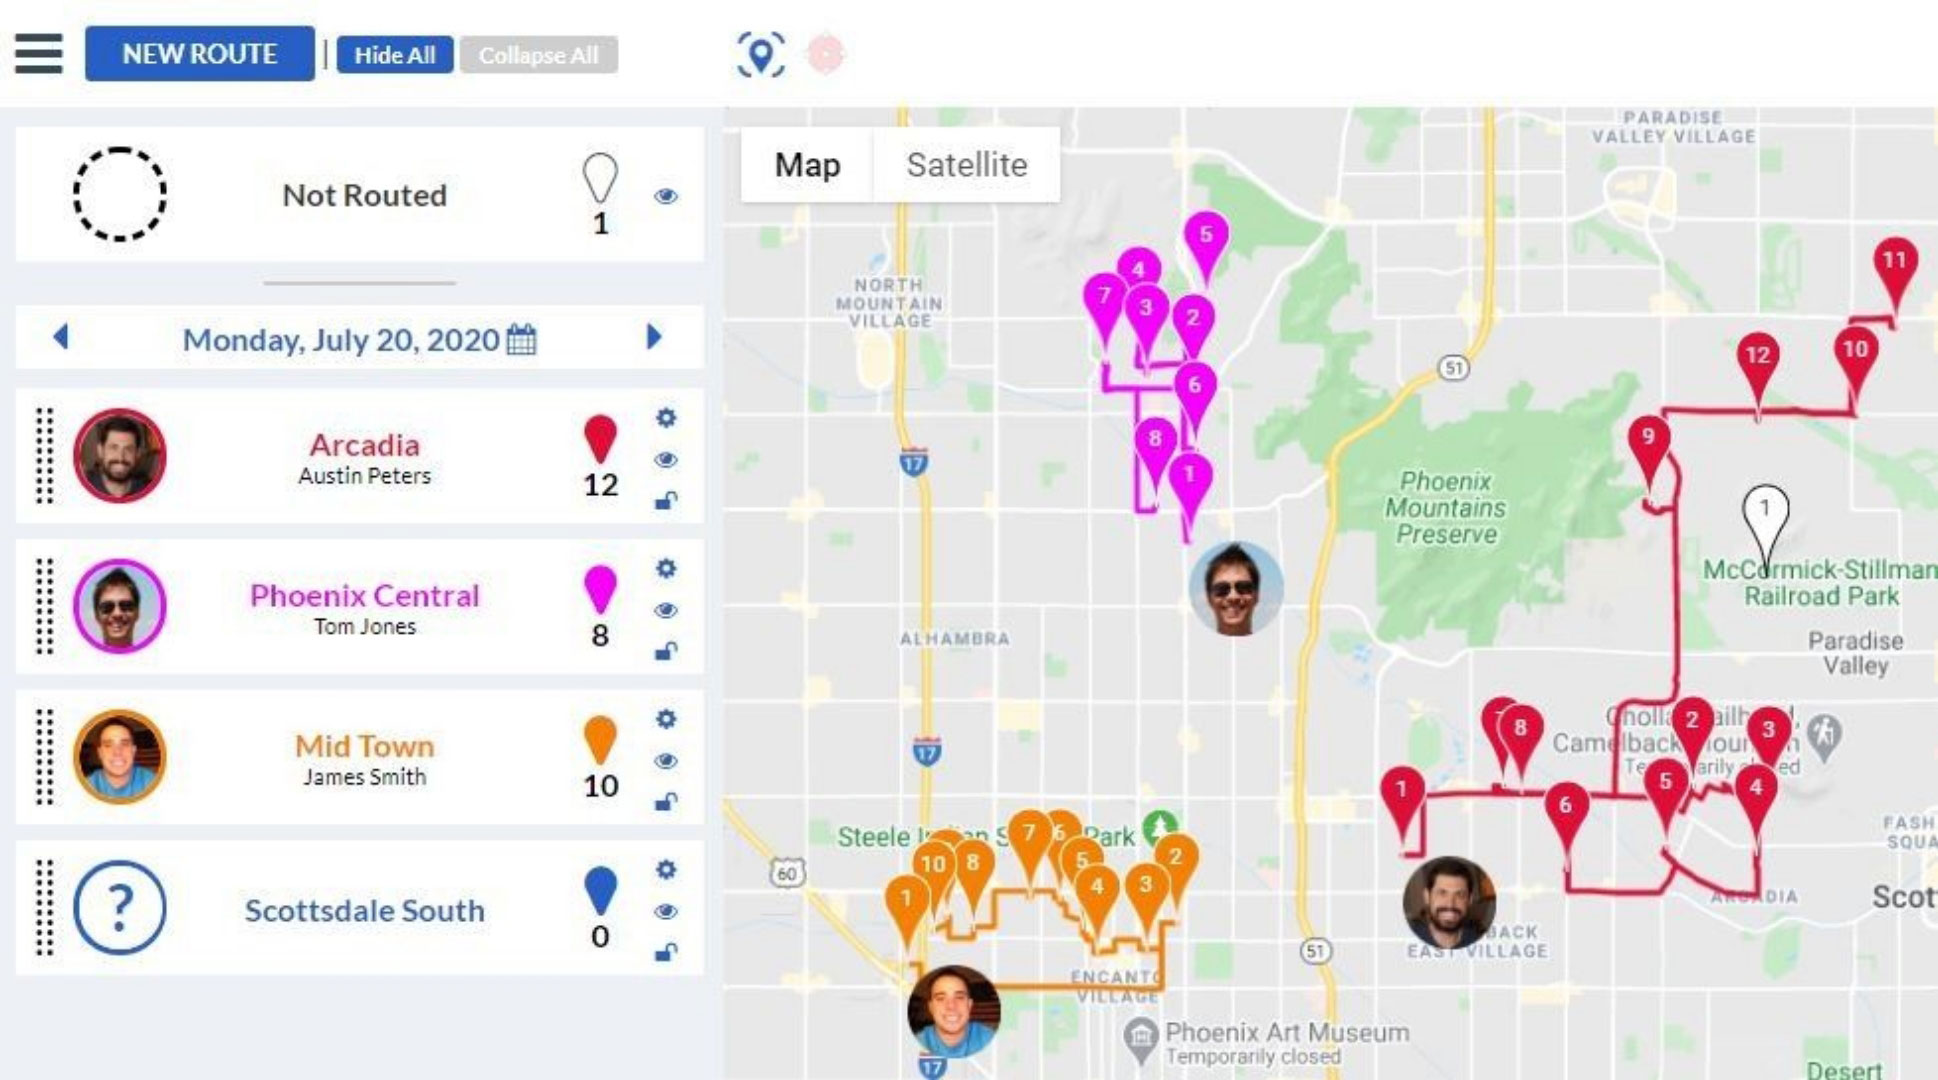 NEW ROUTE | Hide All Collapse All
Not Routed
1
Monday, July 20, 2020
Arcadia
Austin Peters
12
Phoenix Central
Tom Jones
8
Mid Town
James Smith
10
?
Scottsdale South
0
Map Satellite
PARADISE
VALLEY VILLAGE
5
4
7
3
2
6
8
1
NORTH
MOUNTAIN
VILLAGE
11
12
10
9
51
17
Phoenix
Mountains
Preserve
1
McCormick-Stillman
Railroad Park
Paradise
Valley
ALHAMBRA
17
8
2
3
1
5
4
6
Camelback
FASH
SQUA
ARCADIA
Scot
BACK
EAST VILLAGE
51
Steele Park
60
7
6
5
2
10
8
4
3
1
ENCANTO
VILLAGE
17
Phoenix Art Museum
Temporarily closed
Desert